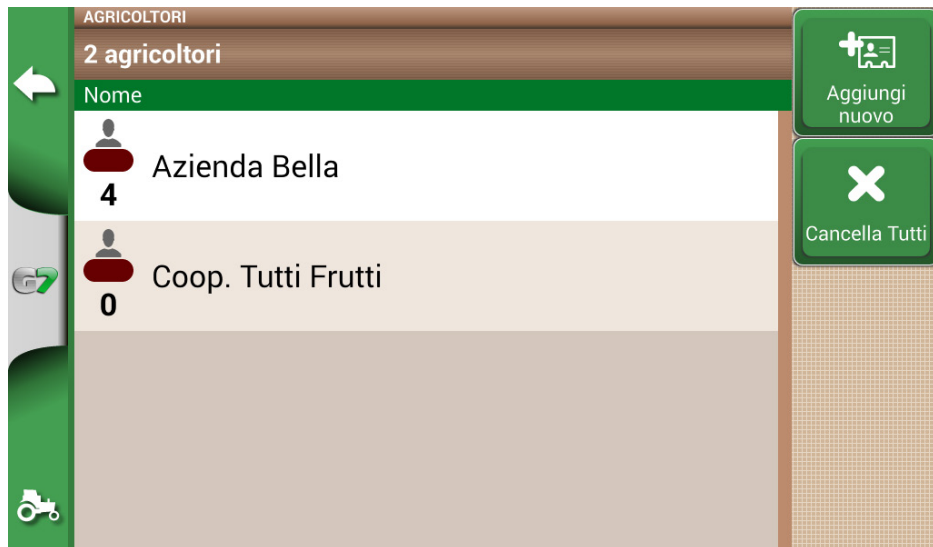 AGRICOLTORI
2 agricoltori
Nome
4
Azienda Bella
0
Coop. Tutti Frutti
G7
Aggiungi
nuovo
Cancella Tutti